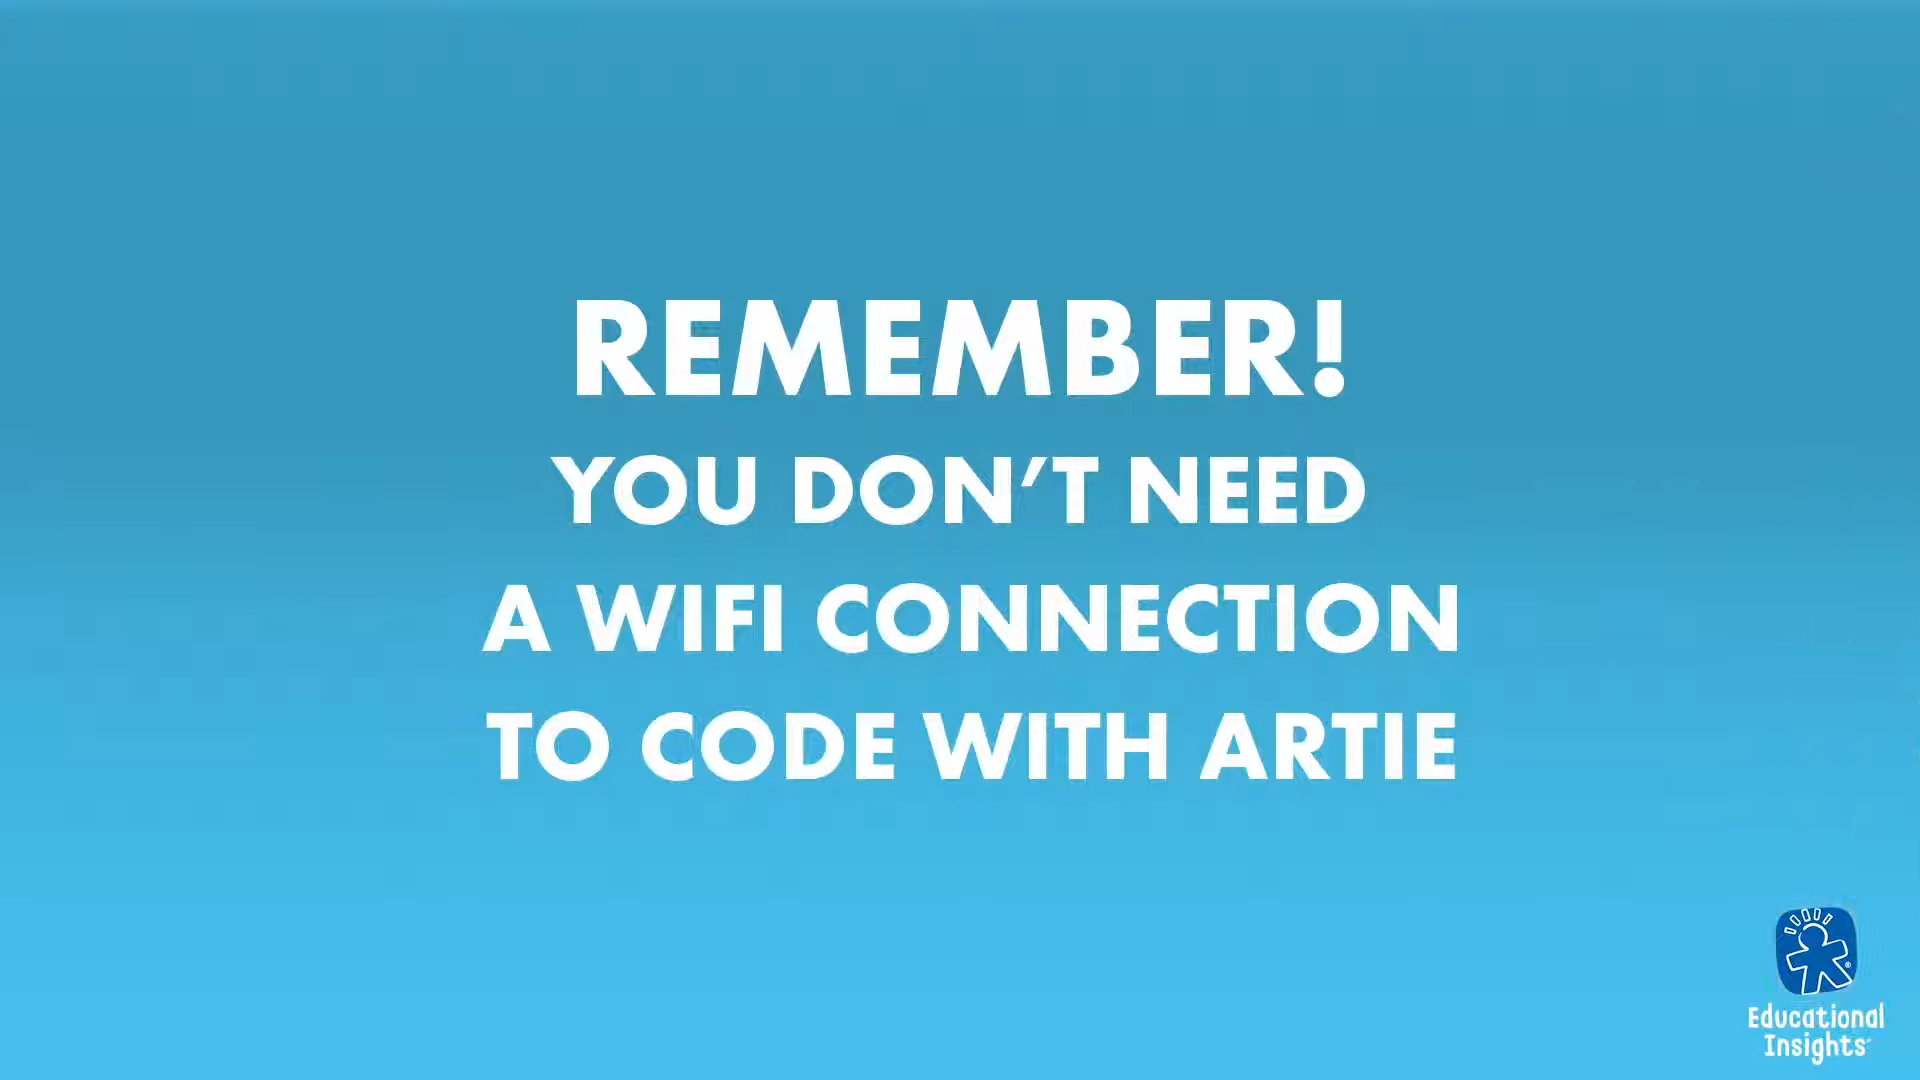 REMEMBER!
YOU DON'T NEED
A WIFI CONNECTION
TO CODE WITH ARTIE
Educational
Insights